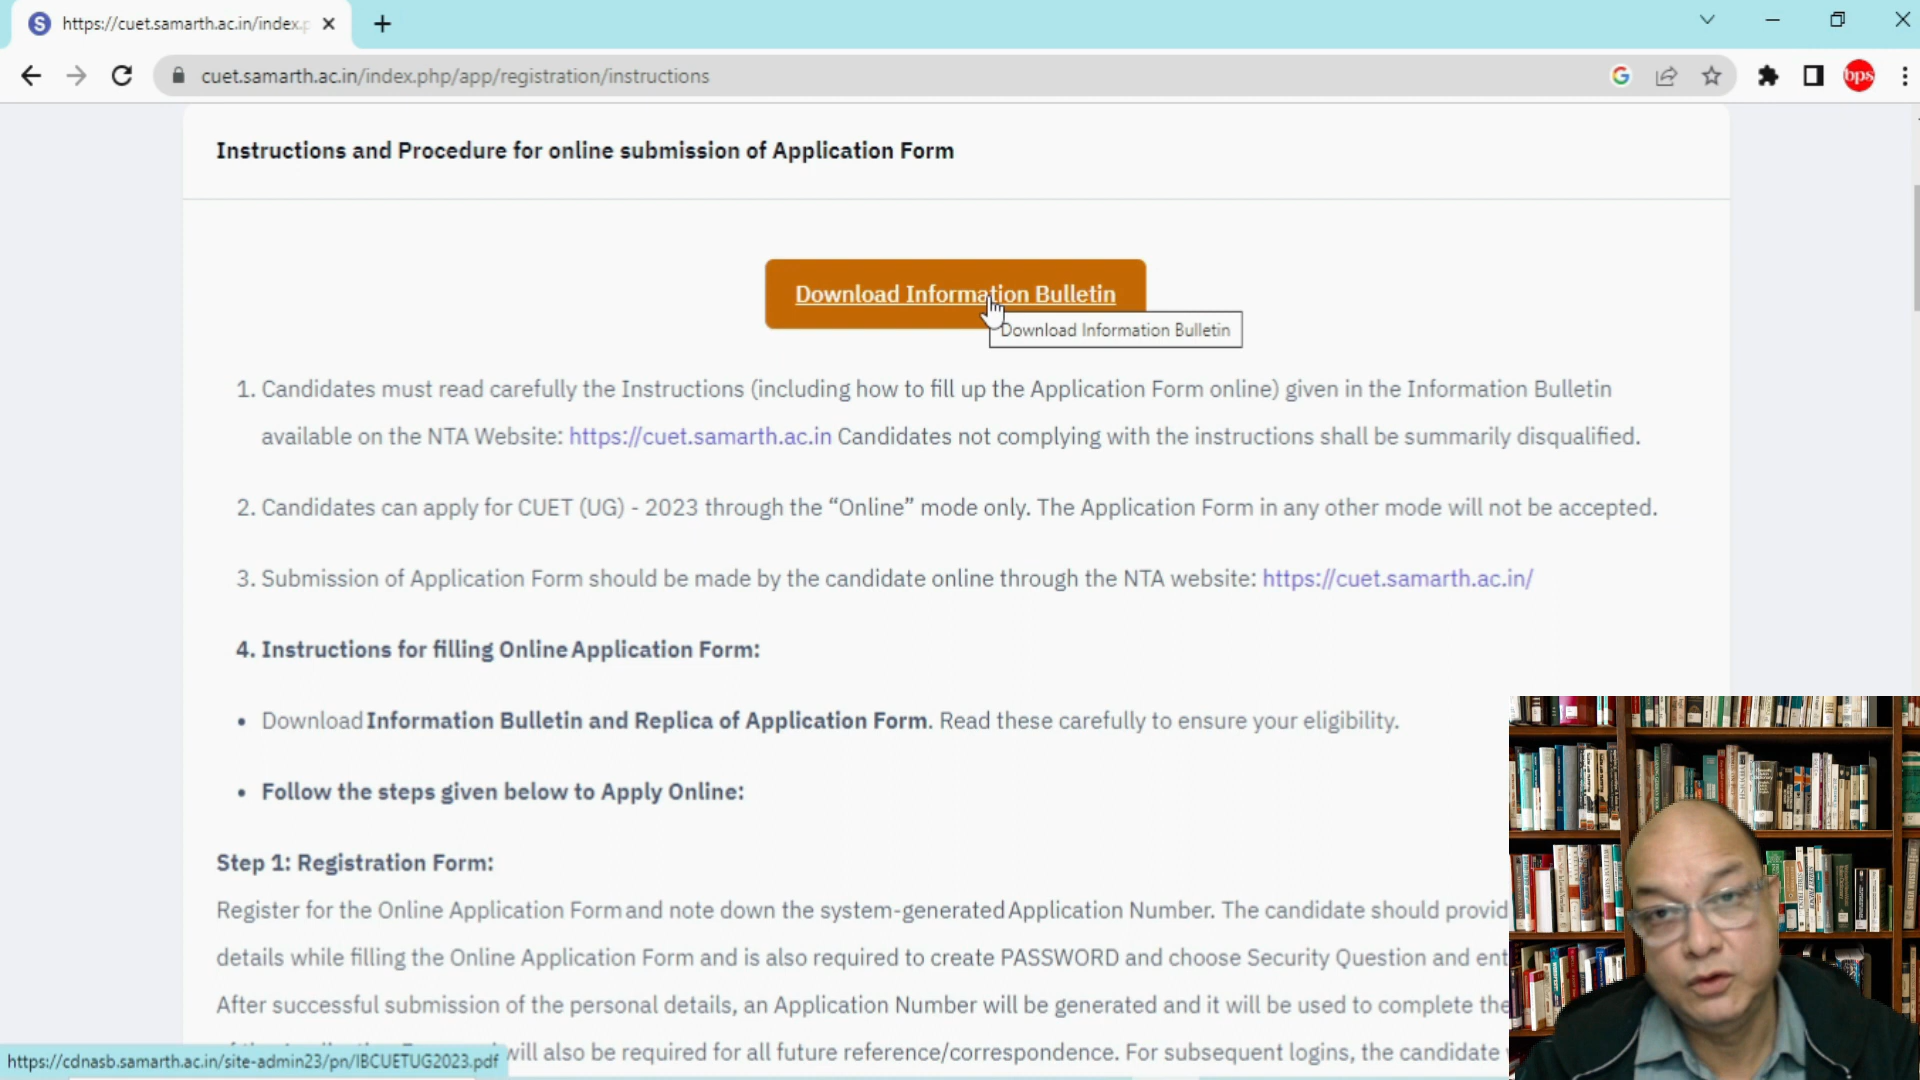 S https://cuet.samarth.ac.in/index.p
cuet.samarth.ac.in/index.php/app/registration/instructions
bps
Instructions and Procedure for online submission of Application Form
Download Information Bulletin
Download Information Bulletin
1. Candidates must read carefully the Instructions (including how to fill up the Application Form online) given in the Information Bulletin
available on the NTA Website: https://cuet.samarth.ac.in Candidates not complying with the instructions shall be summarily disqualified.
2. Candidates can apply for CUET (UG) - 2023 through the “Online” mode only. The Application Form in any other mode will not be accepted.
3. Submission of Application Form should be made by the candidate online through the NTA website: https://cuet.samarth.ac.in/
4. Instructions for filling Online Application Form:
• Download Information Bulletin and Replica of Application Form. Read these carefully to ensure your eligibility.
• Follow the steps given below to Apply Online:
Step 1: Registration Form:
Register for the Online Application Form and note down the system-generated Application Number. The candidate should provid
details while filling the Online Application Form and is also required to create PASSWORD and choose Security Question and ent
After successful submission of the personal details, an Application Number will be generated and it will be used to complete the
will also be required for all future reference/correspondence. For subsequent logins, the candidate
https://cdnasb.samarth.ac.in/site-admin23/pn/IBCUETUG2023.pdf